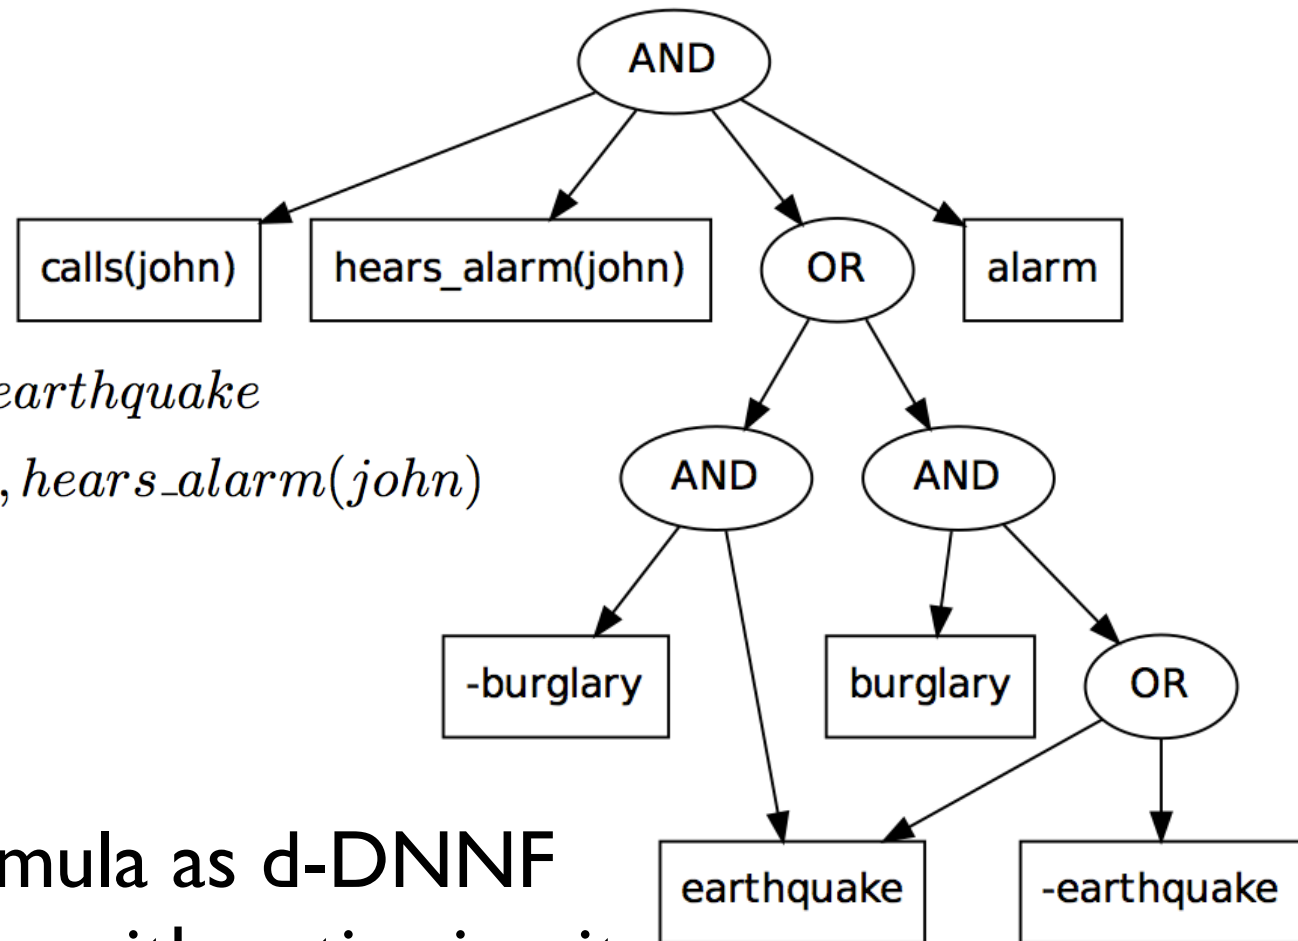 AND
calls(john)
hears_alarm(john)
OR
alarm
earthquake
, hears_alarm(john)
AND
AND
-burglary
burglary
OR
mula as d-DNNF
earthquake
-earthquake